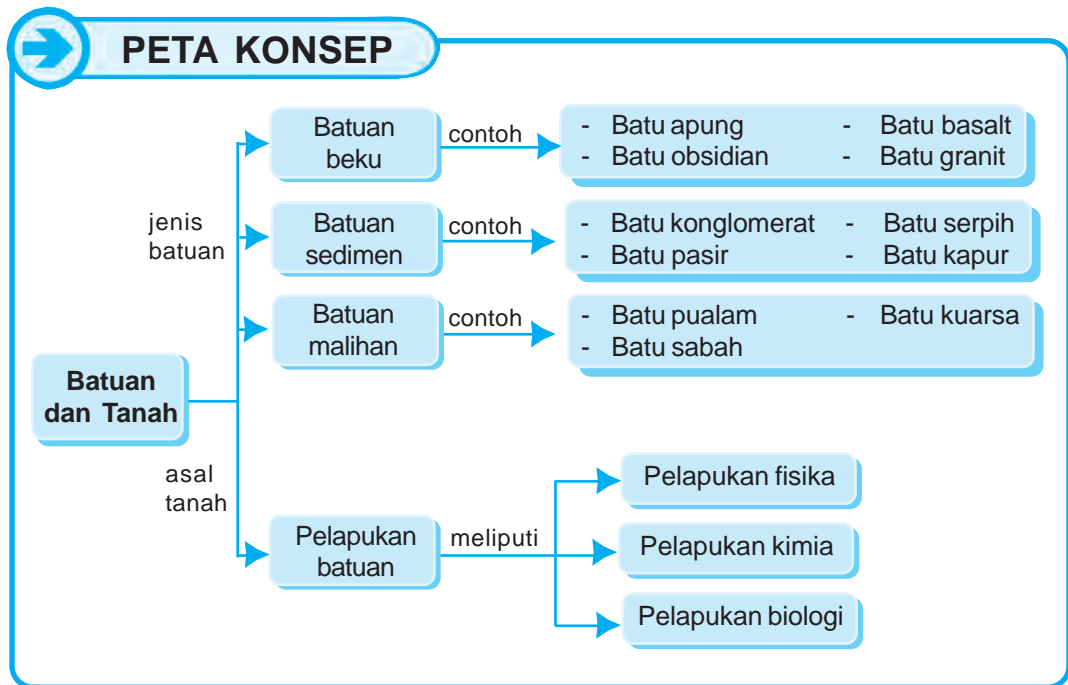 PETA KONSEP
Batuan
beku
contoh
- Batu apung - Batu basalt
- Batu obsidian - Batu granit
jenis
batuan
Batuan
sedimen
contoh
- Batu konglomerat - Batu serpih
- Batu pasir - Batu kapur
Batuan
malihan
contoh
- Batu pualam - Batu kuarsa
- Batu sabah
Batuan
dan Tanah
asal
tanah
Pelapukan
batuan
meliputi
Pelapukan fisika
Pelapukan kimia
Pelapukan biologi